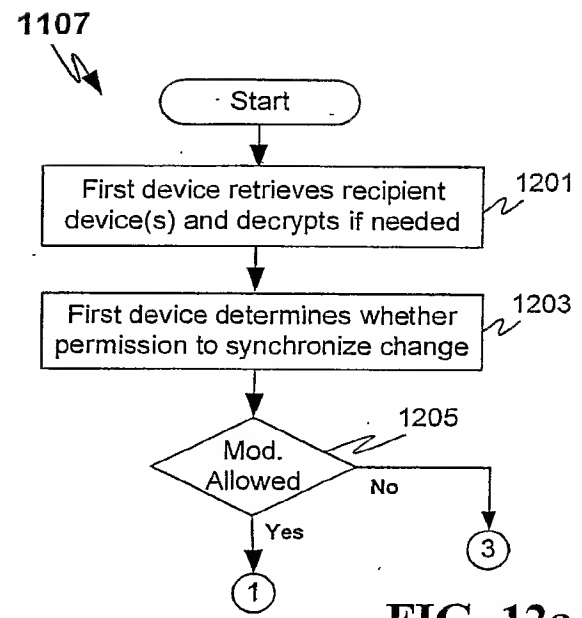 1107
Start
First device retrieves recipient
device(s) and decrypts if needed
1201
First device determines whether
permission to synchronize change
1203
1205
Mod.
Allowed
No
Yes
3
1